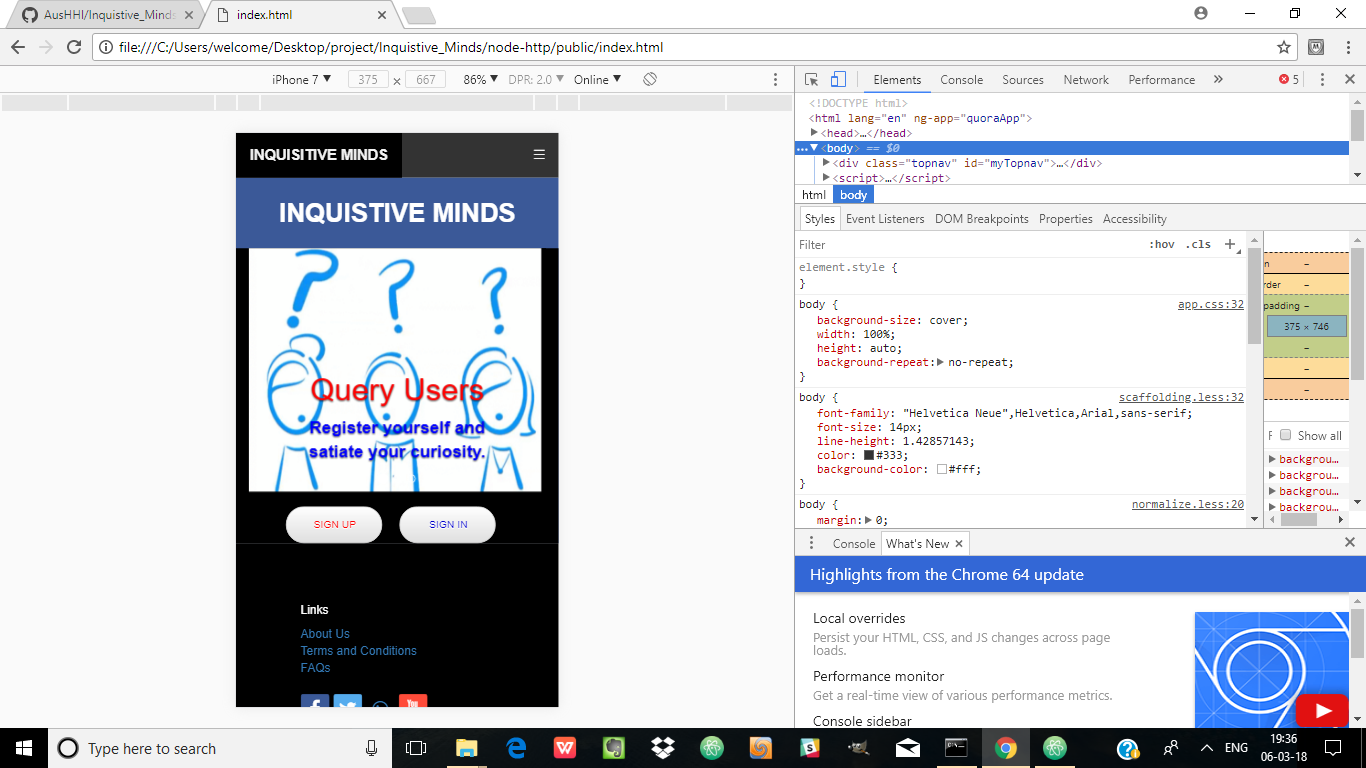 AusHHI/Inquistive_Minds
index.html
file:///C:/Users/welcome/Desktop/project/Inquistive_Minds/node-http/public/index.html
iPhone 7 ▼ 375 × 667 86% ▼ DPR: 2.0 ▼ Online ▼
Elements Console Sources Network Performance » 5
<!DOCTYPE html>
<html lang="en" ng-app="quoraApp">
▶<head>…</head>
…▼<body> == $0
▶<div class="topnav" id="myTopnav">…</div>
▶<script>…</script>
html body
Styles Event Listeners DOM Breakpoints Properties Accessibility
Filter :hov .cls +
element.style {
}
body { app.css:32
background-size: cover;
width: 100%;
height: auto;
background-repeat:▶ no-repeat;
}
body { scaffolding.less:32
font-family: "Helvetica Neue",Helvetica,Arial,sans-serif;
font-size: 14px;
line-height: 1.42857143;
color: #333;
background-color: #fff;
}
body { normalize.less:20
margin:▶ 0;
n –
rder –
padding –
375 × 746
–
–
–
F Show all
▶ backgrou…
▶ backgrou…
▶ backgrou…
▶ backgrou…
Console What's New ×
Highlights from the Chrome 64 update
Local overrides
Persist your HTML, CSS, and JS changes across page
loads.
Performance monitor
Get a real-time view of various performance metrics.
Console sidebar
INQUISITIVE MINDS ☰
INQUISTIVE MINDS
? ? ?
Query Users
Register yourself and
satiate your curiosity.
SIGN UP SIGN IN
Links
About Us
Terms and Conditions
FAQs
You
Type here to search
ENG
19:36
06-03-18